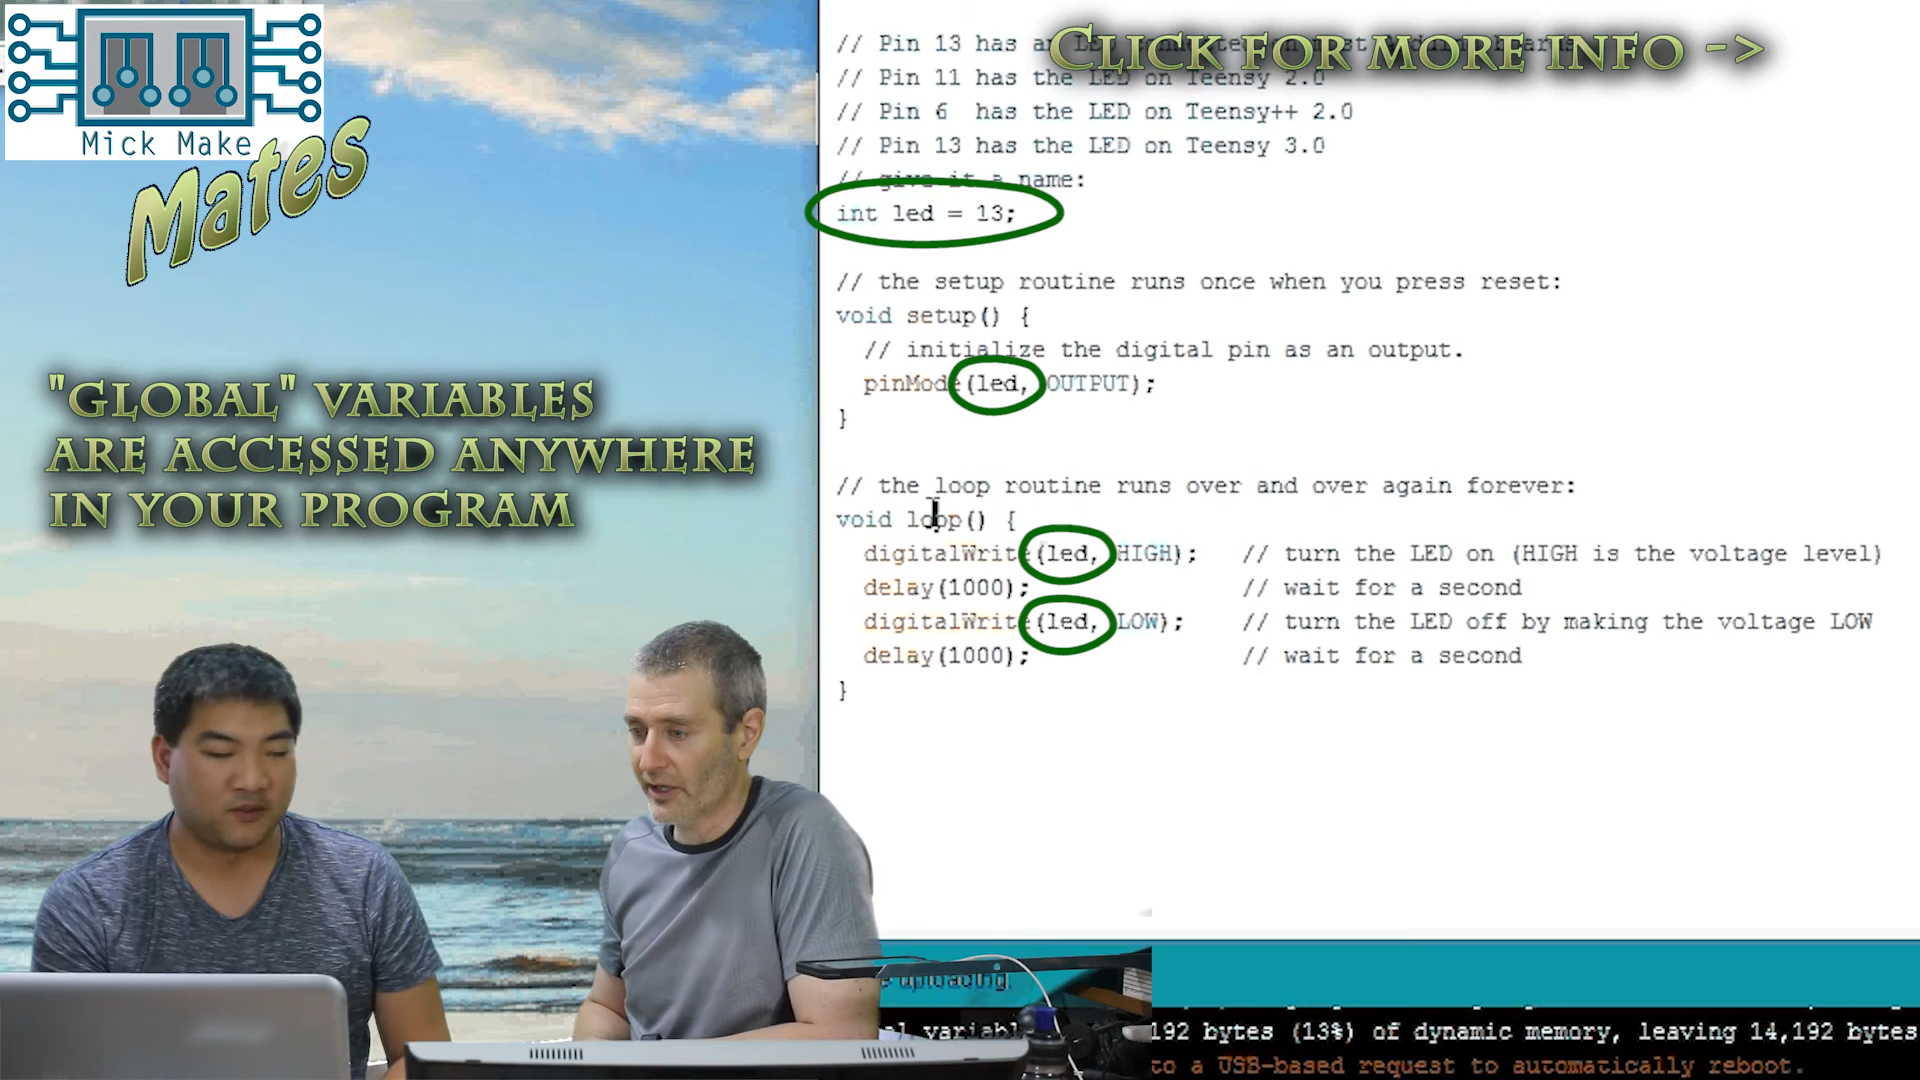 Mick Make
Mates
"Global" variables
are accessed anywhere
in your program
Click for more info ->
// Pin 13 has an LED
// Pin 11 has the LED on Teensy 2.0
// Pin 6  has the LED on Teensy++ 2.0
// Pin 13 has the LED on Teensy 3.0
// give it a name:
int led = 13;
// the setup routine runs once when you press reset:
void setup() {
// initialize the digital pin as an output.
pinMode(led, OUTPUT);
}
// the loop routine runs over and over again forever:
void loop() {
digitalWrite(led, HIGH);   // turn the LED on (HIGH is the voltage level)
delay(1000);               // wait for a second
digitalWrite(led, LOW);    // turn the LED off by making the voltage LOW
delay(1000);               // wait for a second
}
uploading.
192 bytes (13%) of dynamic memory, leaving 14,192 bytes
to a USB-based request to automatically reboot.